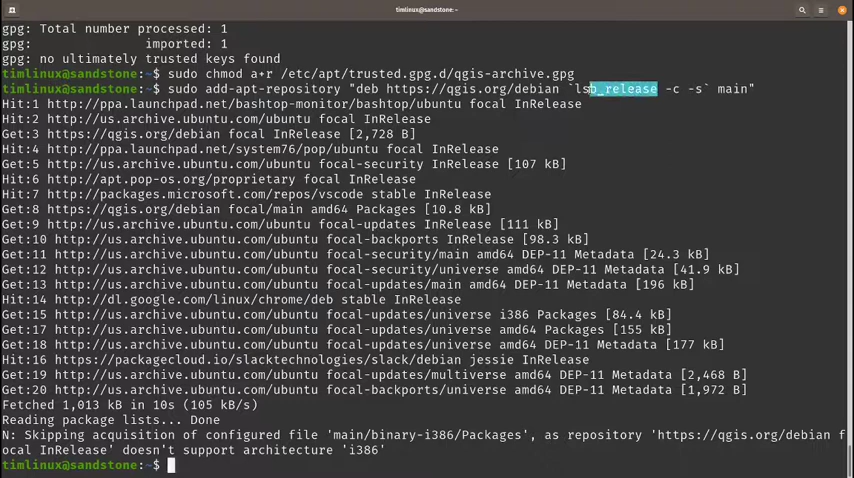 timlinux@sandstone:~
gpg: Total number processed: 1
gpg:               imported: 1
gpg: no ultimately trusted keys found
timlinux@sandstone:~$ sudo chmod a+r /etc/apt/trusted.gpg.d/qgis-archive.gpg
timlinux@sandstone:~$ sudo add-apt-repository "deb https://qgis.org/debian `lsb_release -c -s` main"
Hit:1 http://ppa.launchpad.net/bashtop-monitor/bashtop/ubuntu focal InRelease
Hit:2 http://us.archive.ubuntu.com/ubuntu focal InRelease
Get:3 https://qgis.org/debian focal InRelease [2,728 B]
Hit:4 http://ppa.launchpad.net/system76/pop/ubuntu focal InRelease
Get:5 http://us.archive.ubuntu.com/ubuntu focal-security InRelease [107 kB]
Hit:6 http://apt.pop-os.org/proprietary focal InRelease
Hit:7 http://packages.microsoft.com/repos/vscode stable InRelease
Get:8 https://qgis.org/debian focal/main amd64 Packages [10.8 kB]
Get:9 http://us.archive.ubuntu.com/ubuntu focal-updates InRelease [111 kB]
Get:10 http://us.archive.ubuntu.com/ubuntu focal-backports InRelease [98.3 kB]
Get:11 http://us.archive.ubuntu.com/ubuntu focal-security/main amd64 DEP-11 Metadata [24.3 kB]
Get:12 http://us.archive.ubuntu.com/ubuntu focal-security/universe amd64 DEP-11 Metadata [41.9 kB]
Get:13 http://us.archive.ubuntu.com/ubuntu focal-updates/main amd64 DEP-11 Metadata [196 kB]
Hit:14 http://dl.google.com/linux/chrome/deb stable InRelease
Get:15 http://us.archive.ubuntu.com/ubuntu focal-updates/universe i386 Packages [84.4 kB]
Get:17 http://us.archive.ubuntu.com/ubuntu focal-updates/universe amd64 Packages [155 kB]
Get:18 http://us.archive.ubuntu.com/ubuntu focal-updates/universe amd64 DEP-11 Metadata [177 kB]
Hit:16 https://packagecloud.io/slacktechnologies/slack/debian jessie InRelease
Get:19 http://us.archive.ubuntu.com/ubuntu focal-updates/multiverse amd64 DEP-11 Metadata [2,468 B]
Get:20 http://us.archive.ubuntu.com/ubuntu focal-backports/universe amd64 DEP-11 Metadata [1,972 B]
Fetched 1,013 kB in 10s (105 kB/s)
Reading package lists... Done
N: Skipping acquisition of configured file 'main/binary-i386/Packages', as repository 'https://qgis.org/debian f
ocal InRelease' doesn't support architecture 'i386'
timlinux@sandstone:~$